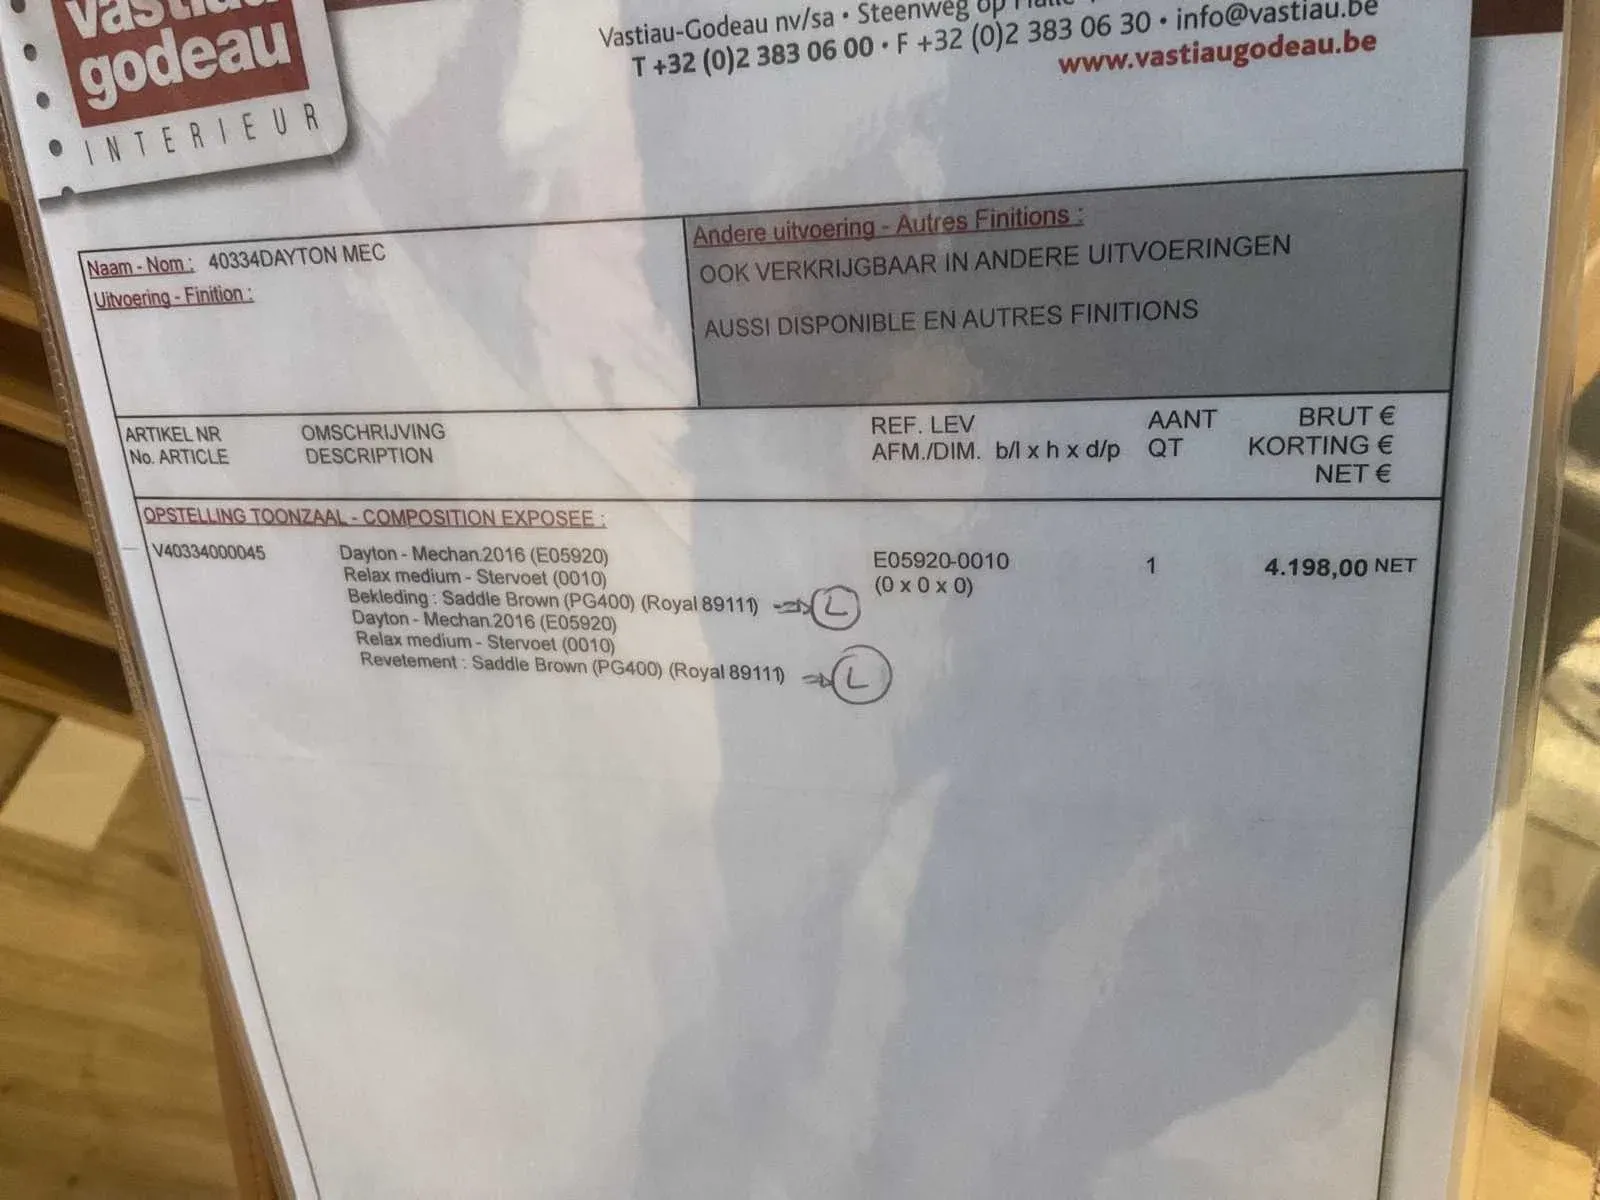 vastiau
godeau
INTERIEUR
Vastiau-Godeau nv/sa • Steenweg op
T +32 (0)2 383 06 00 • F +32 (0)2 383 06 30 • info@vastiau.be
www.vastiaugodeau.be
Naam - Nom : 40334DAYTON MEC
Uitvoering - Finition :
Andere uitvoering - Autres Finitions :
OOK VERKRIJGBAAR IN ANDERE UITVOERINGEN
AUSSI DISPONIBLE EN AUTRES FINITIONS
ARTIKEL NR OMSCHRIJVING REF. LEV AANT BRUT €
No. ARTICLE DESCRIPTION AFM./DIM. b/l x h x d/p QT KORTING €
NET €
OPSTELLING TOONZAAL - COMPOSITION EXPOSEE :
V40334000045 Dayton - Mechan.2016 (E05920) E05920-0010 1 4.198,00 NET
Relax medium - Stervoet (0010) (0 x 0 x 0)
Bekleding : Saddle Brown (PG400) (Royal 89111) ⇒ L
Dayton - Mechan.2016 (E05920)
Relax medium - Stervoet (0010)
Revetement : Saddle Brown (PG400) (Royal 89111) ⇒ L